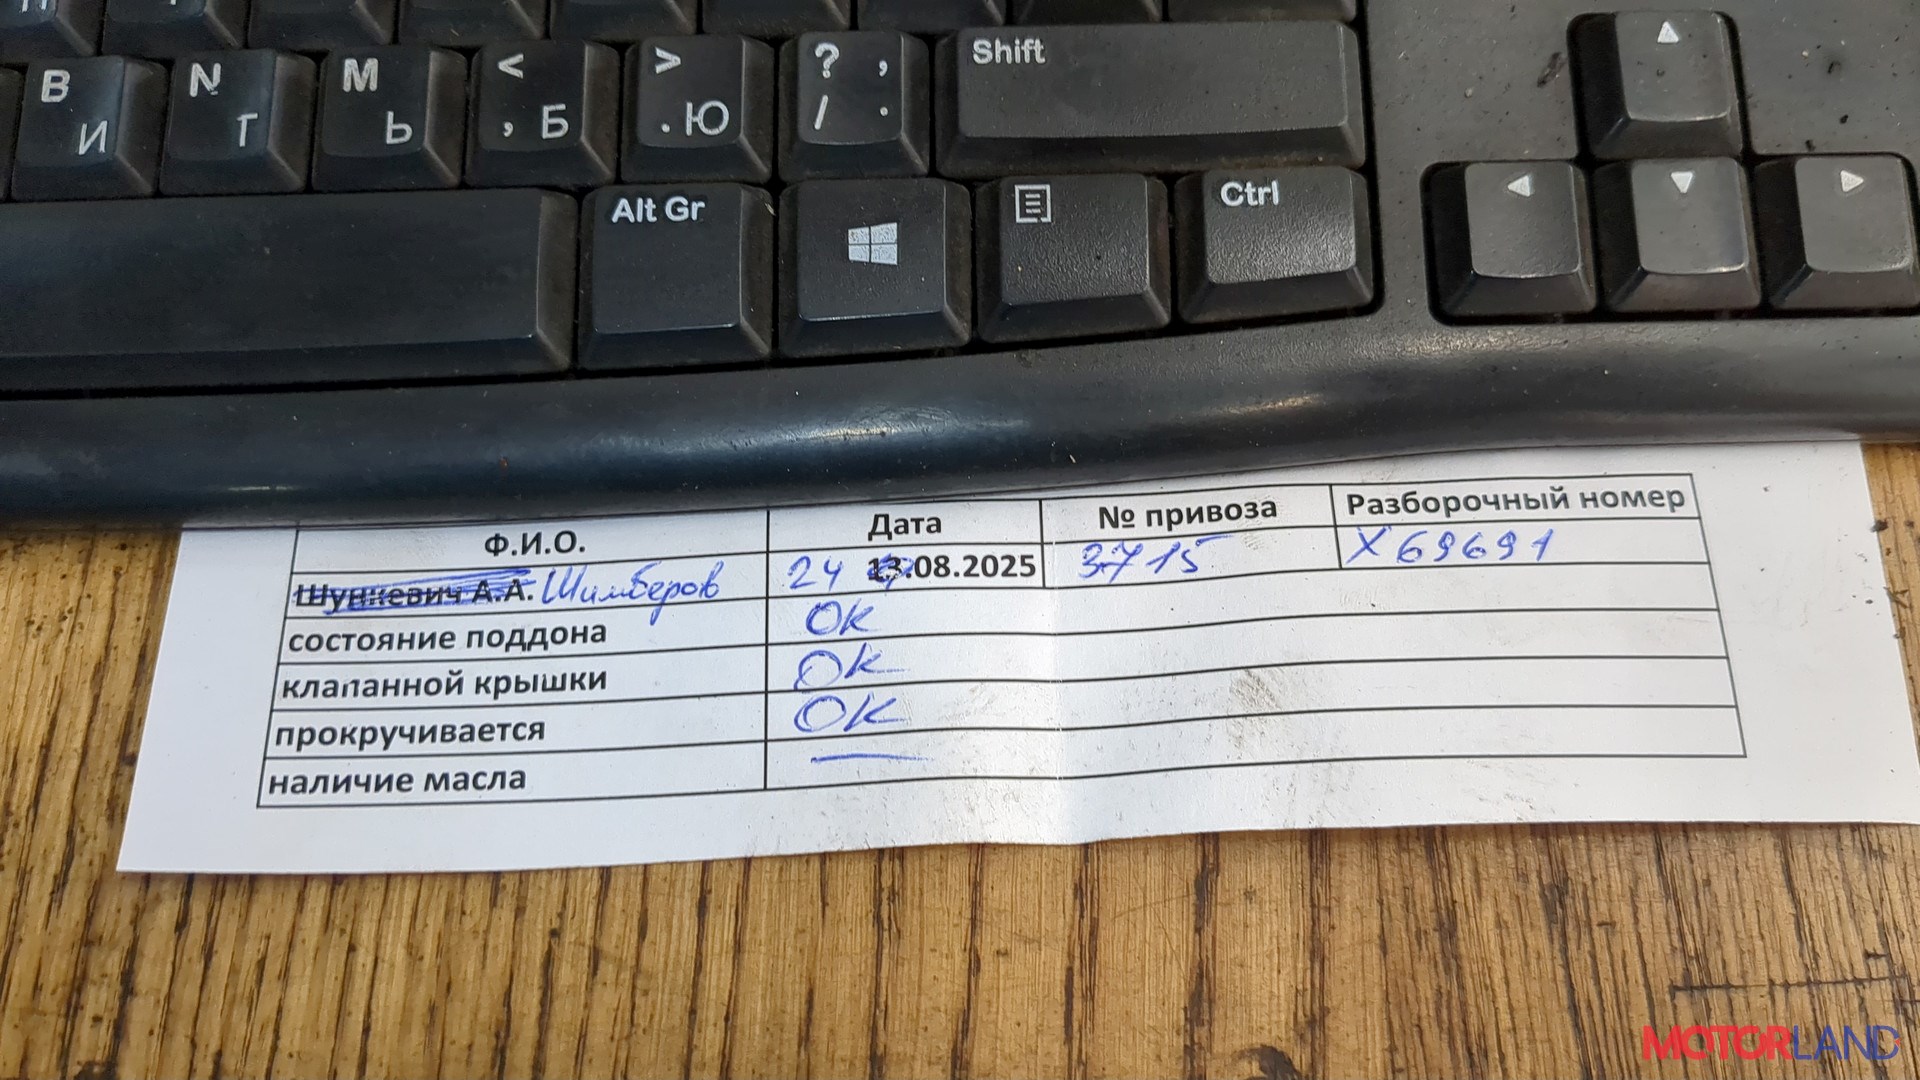 B N M < > ? , Shift
И Т Ь , Б . Ю / .
Alt Gr Ctrl
Ф.И.О. Дата № привоза Разборочный номер
Шункевич А.А. Шимберов 24 13.08.2025 3715 X69691
состояние поддона OK
клапанной крышки OK
прокручивается OK
наличие масла —
MOTORLAND